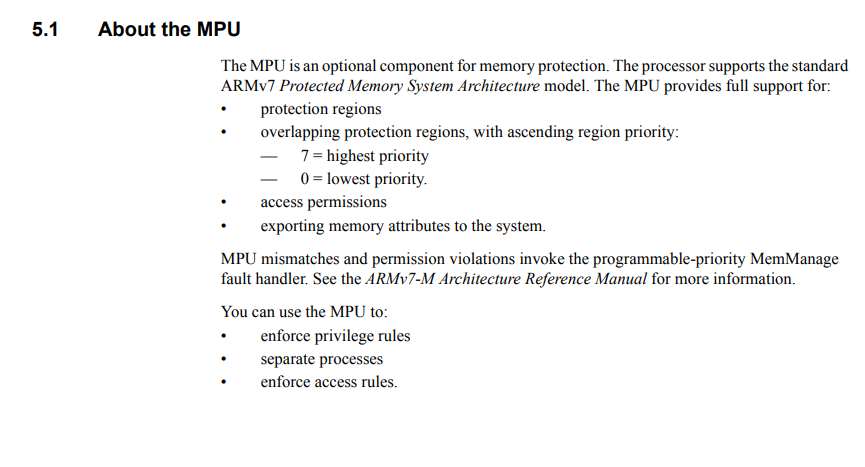 5.1 About the MPU
The MPU is an optional component for memory protection. The processor supports the standard
ARMv7 Protected Memory System Architecture model. The MPU provides full support for:
• protection regions
• overlapping protection regions, with ascending region priority:
— 7 = highest priority
— 0 = lowest priority.
• access permissions
• exporting memory attributes to the system.
MPU mismatches and permission violations invoke the programmable-priority MemManage
fault handler. See the ARMv7-M Architecture Reference Manual for more information.
You can use the MPU to:
• enforce privilege rules
• separate processes
• enforce access rules.